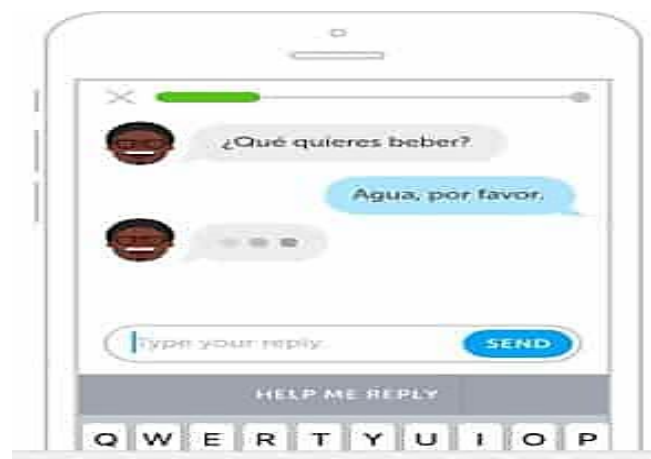 ¿Qué quieres beber?
Agua, por favor.
Type your reply
SEND
HELP ME REPLY
Q W E R T Y U I O P